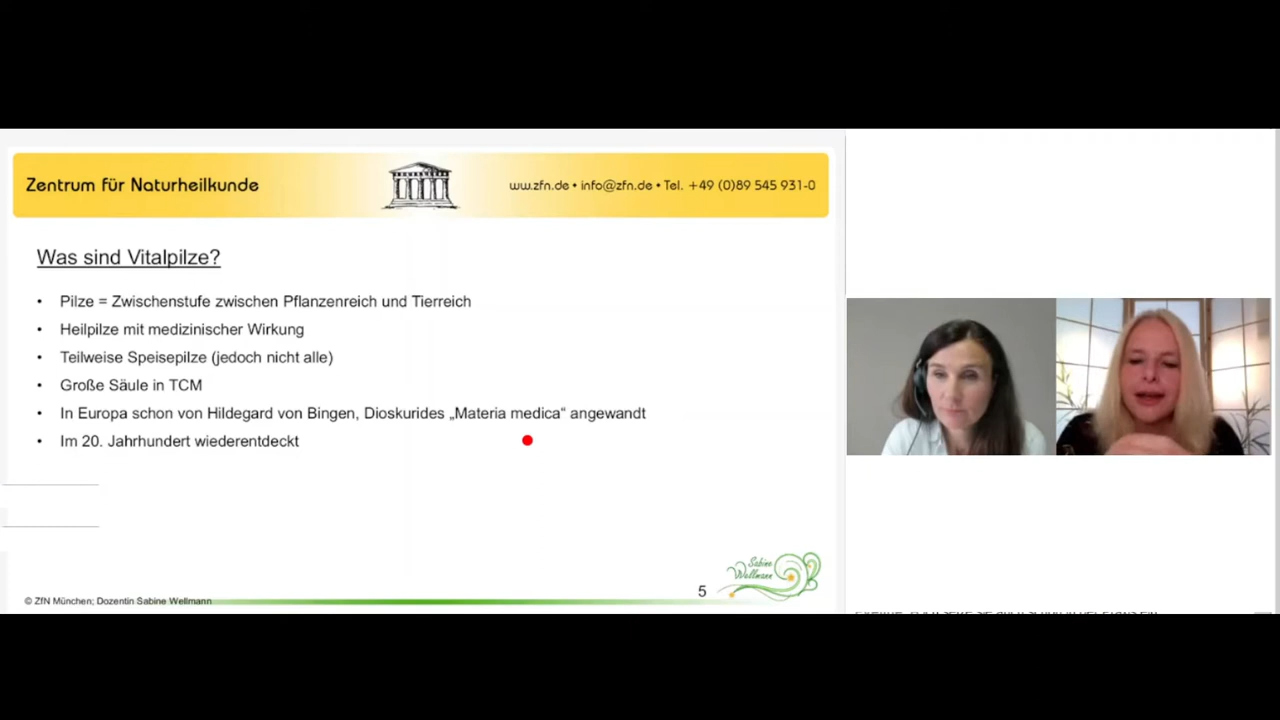 Zentrum für Naturheilkunde
www.zfn.de • info@zfn.de • Tel. +49 (0)89 545 931-0
Was sind Vitalpilze?
• Pilze = Zwischenstufe zwischen Pflanzenreich und Tierreich
• Heilpilze mit medizinischer Wirkung
• Teilweise Speisepilze (jedoch nicht alle)
• Große Säule in TCM
• In Europa schon von Hildegard von Bingen, Dioskurides „Materia medica“ angewandt
• Im 20. Jahrhundert wiederentdeckt
Sabine
Wellmann
5
© ZfN München; Dozentin Sabine Wellmann